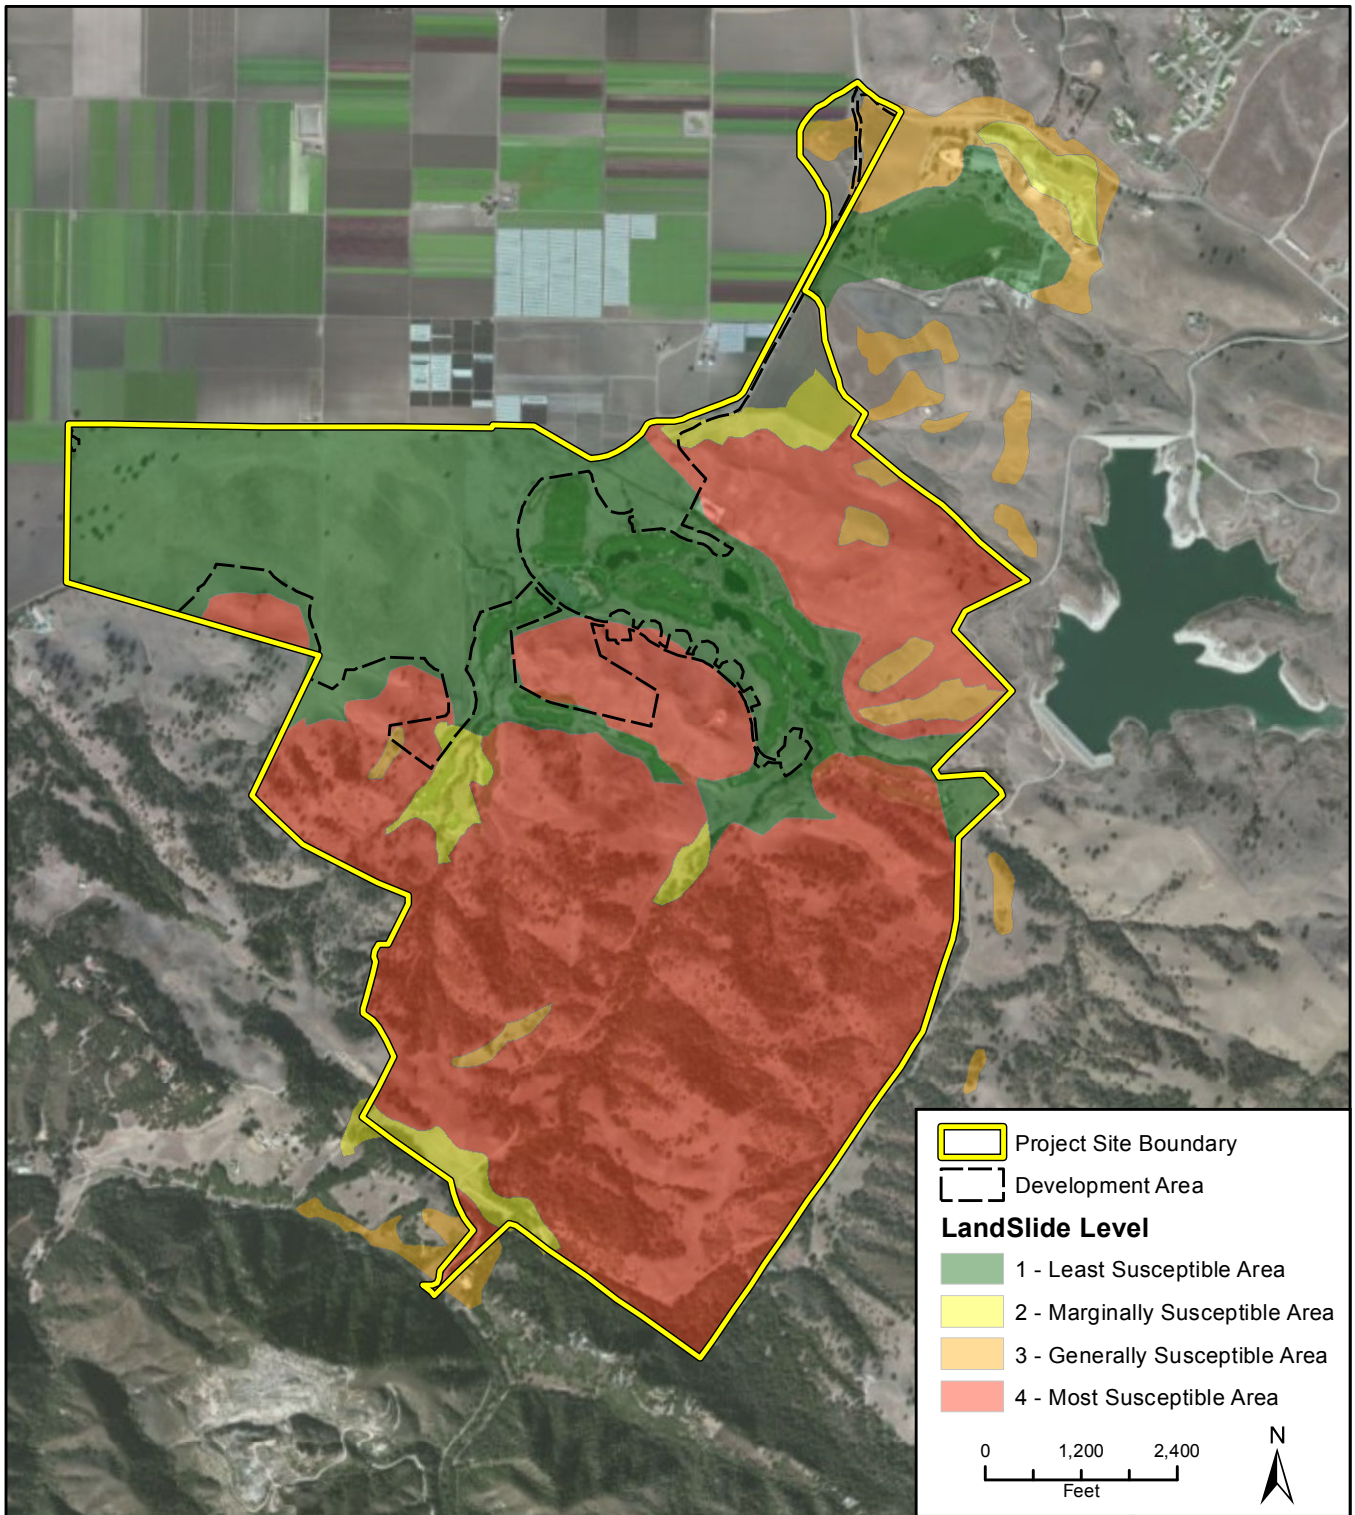 Project Site Boundary
Development Area
LandSlide Level
1 - Least Susceptible Area
2 - Marginally Susceptible Area
3 - Generally Susceptible Area
4 - Most Susceptible Area
0 1,200 2,400
Feet
N